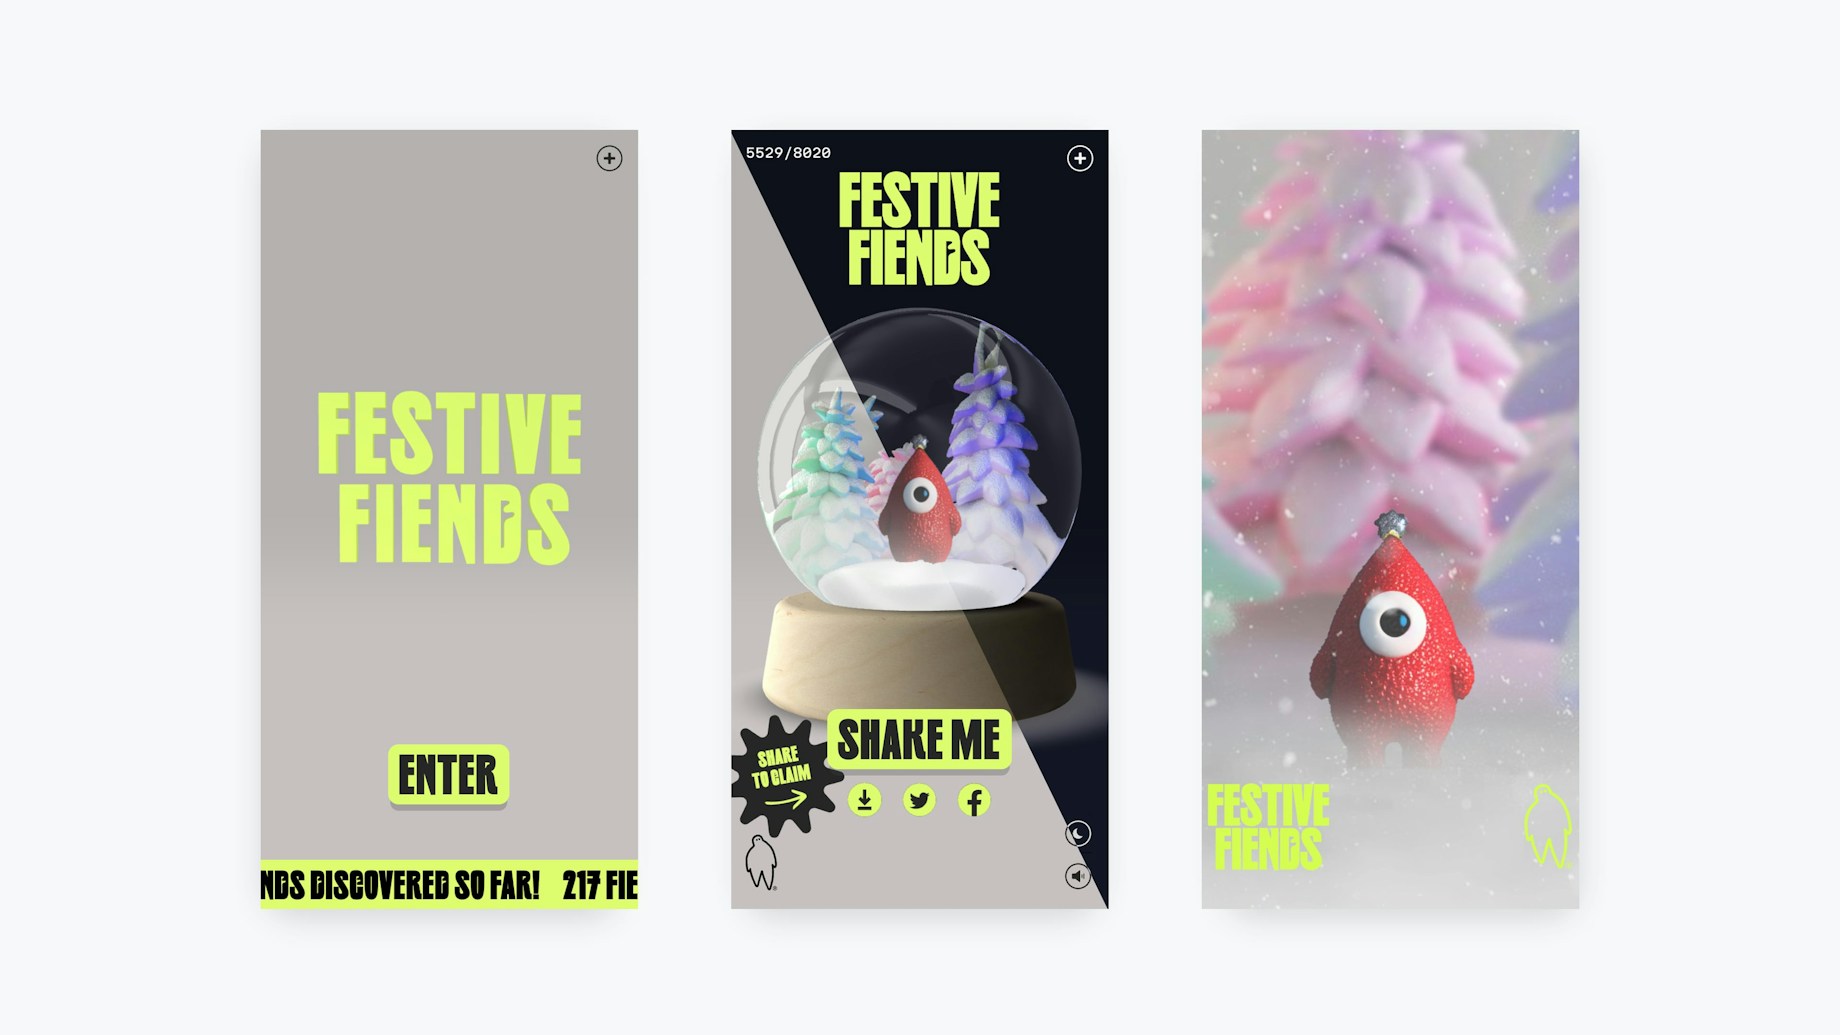 FESTIVE
FIENDS
ENTER
NDS DISCOVERED SO FAR! 217 FIE
5529/8020
FESTIVE
FIENDS
SHAKE ME
SHARE
TO CLAIM
FESTIVE
FIENDS